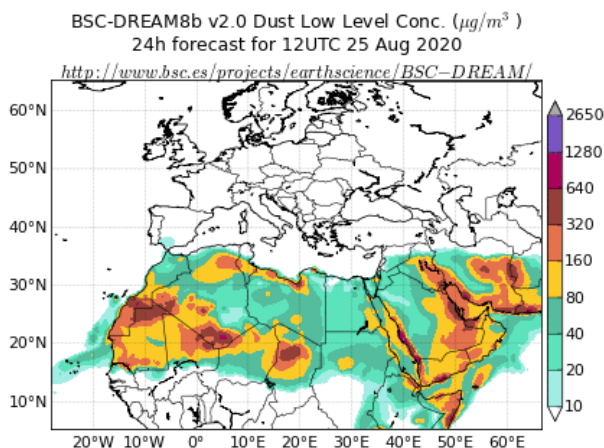 BSC-DREAM8b v2.0 Dust Low Level Conc. (μg/m³ )
24h forecast for 12UTC 25 Aug 2020
http://www.bsc.es/projects/earthscience/BSC−DREAM/
60°N
50°N
40°N
30°N
20°N
10°N
20°W 10°W 0° 10°E 20°E 30°E 40°E 50°E 60°E
2650
1280
640
320
160
80
40
20
10